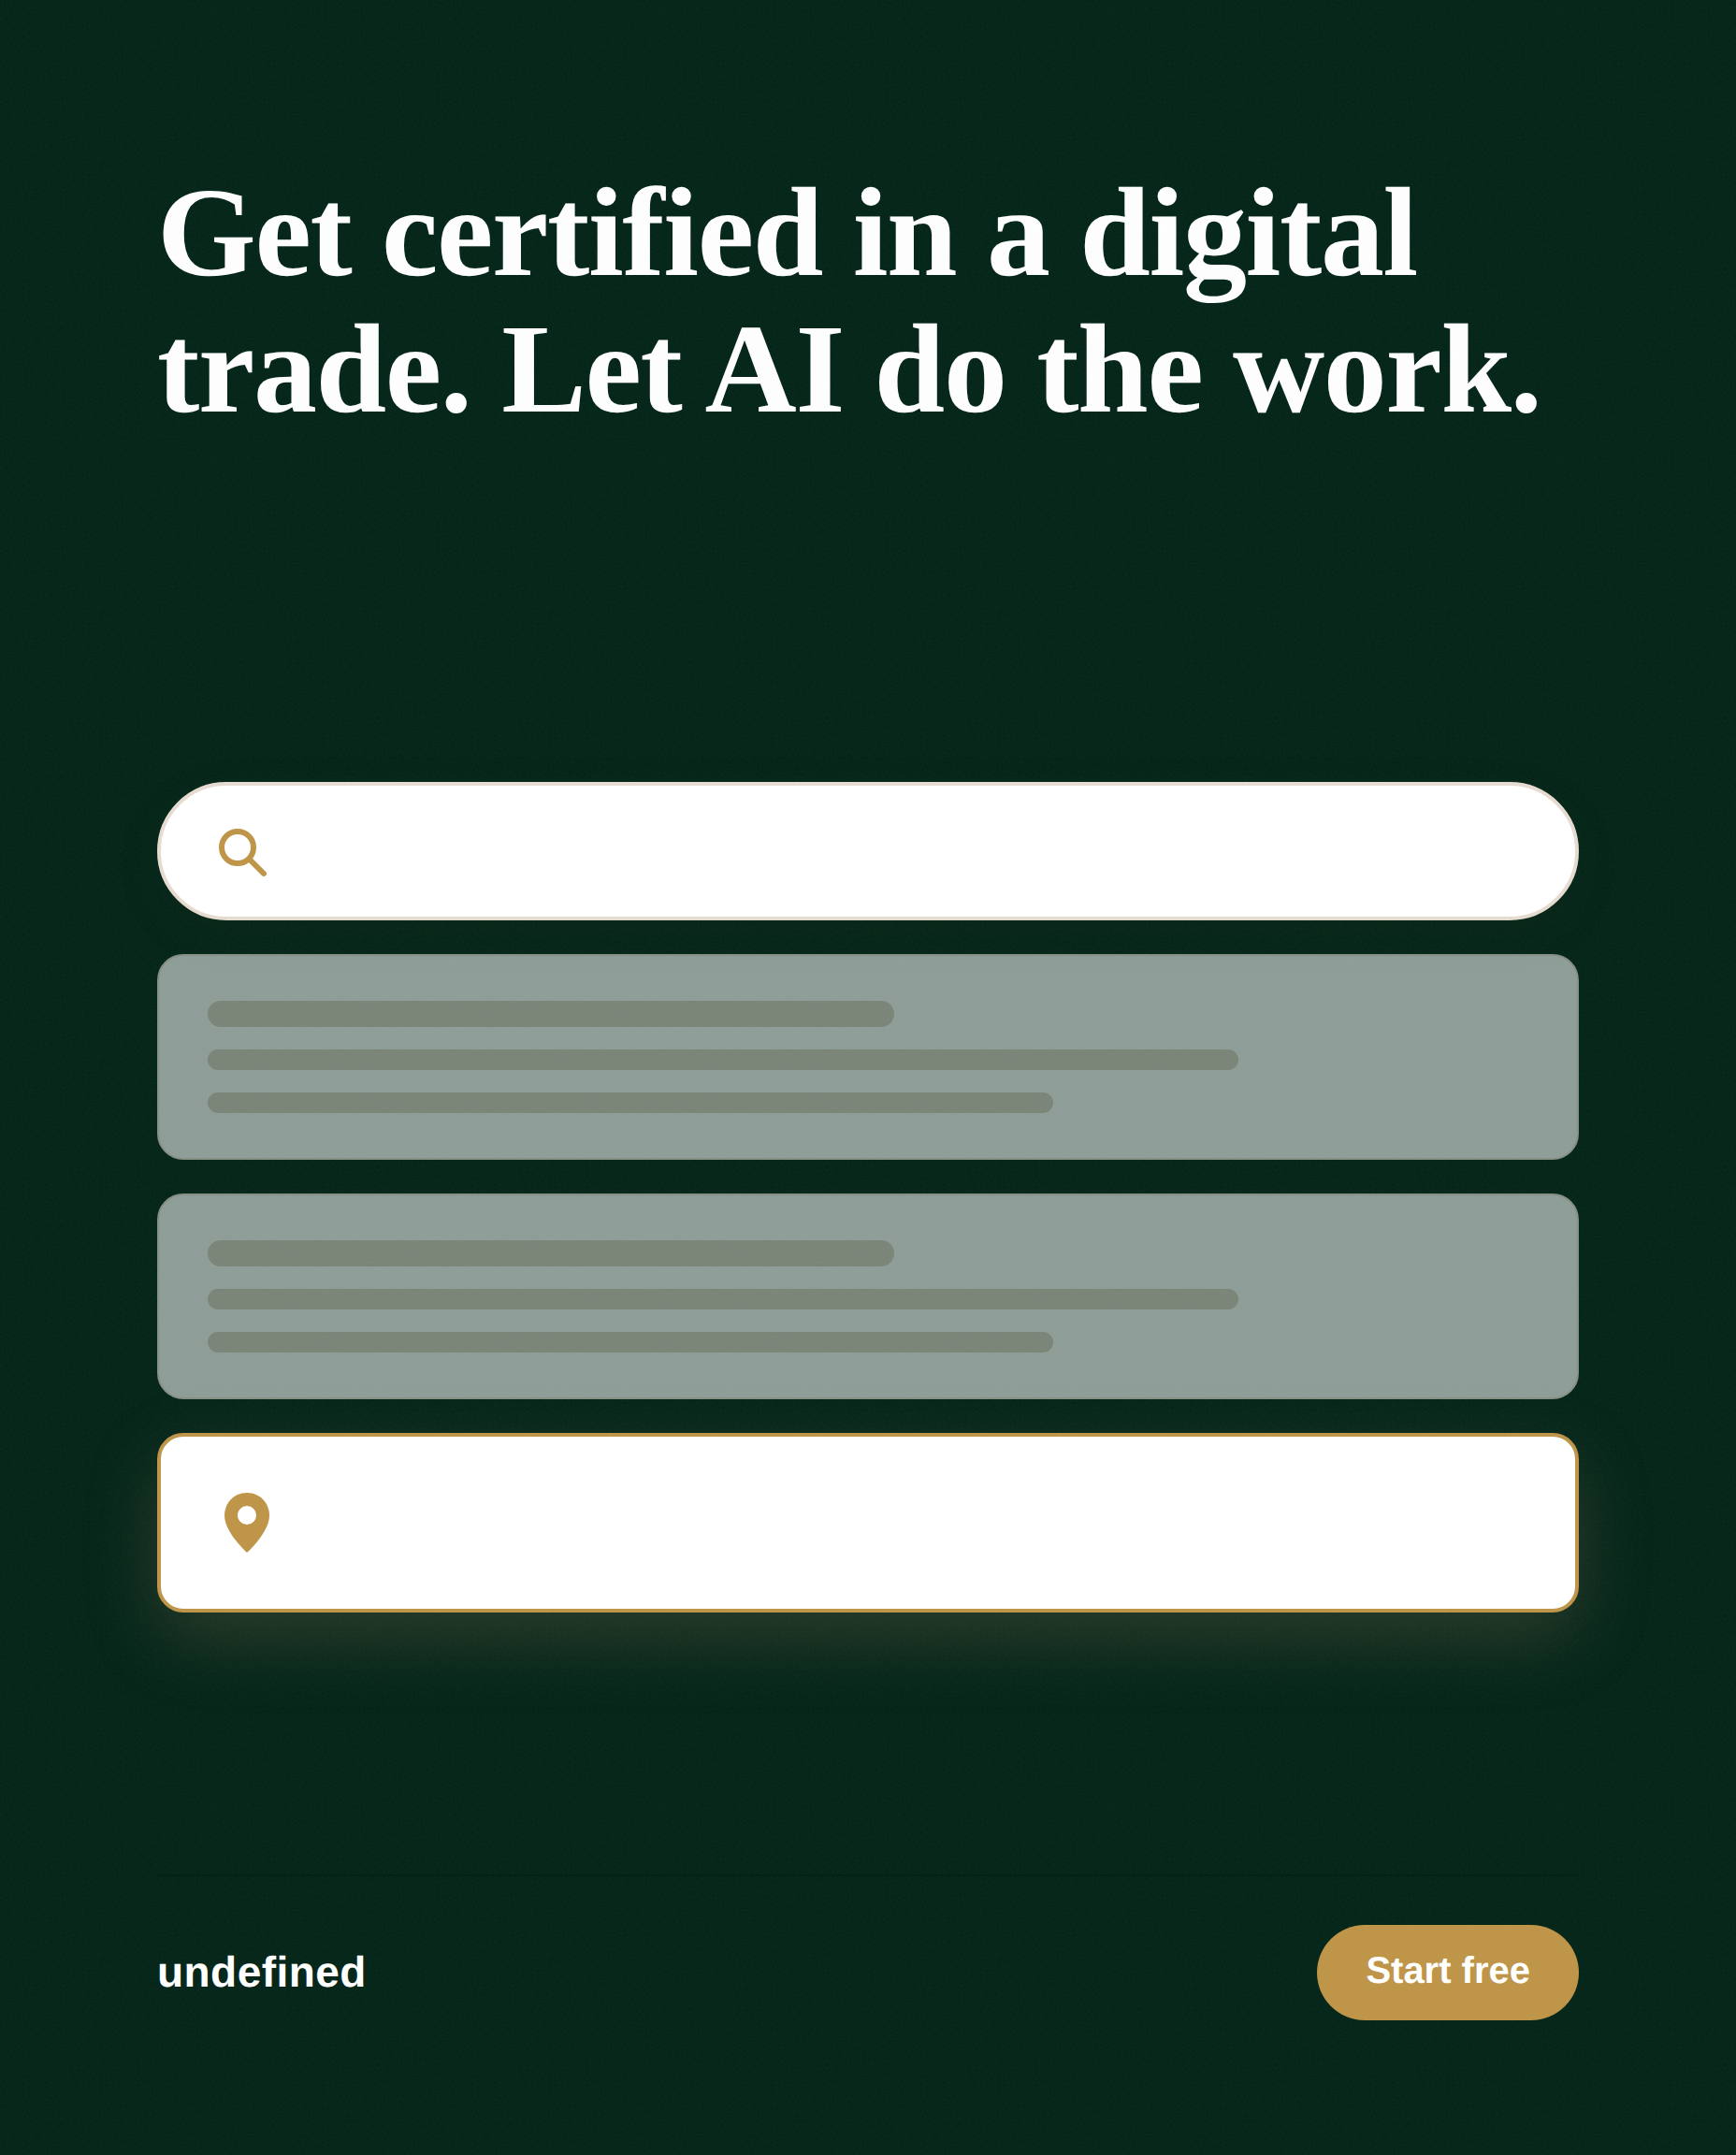 Get certified in a digital
trade. Let AI do the work.
undefined
Start free